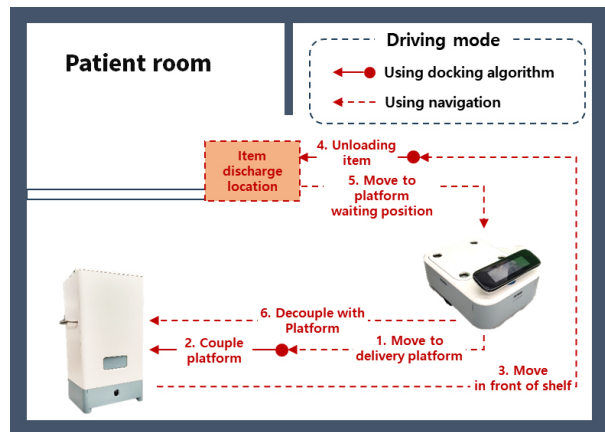 Patient room
Driving mode
Using docking algorithm
Using navigation
Item
discharge
location
4. Unloading
item
5. Move to
platform
waiting position
6. Decouple with
Platform
2. Couple
platform
1. Move to
delivery platform
3. Move
in front of shelf